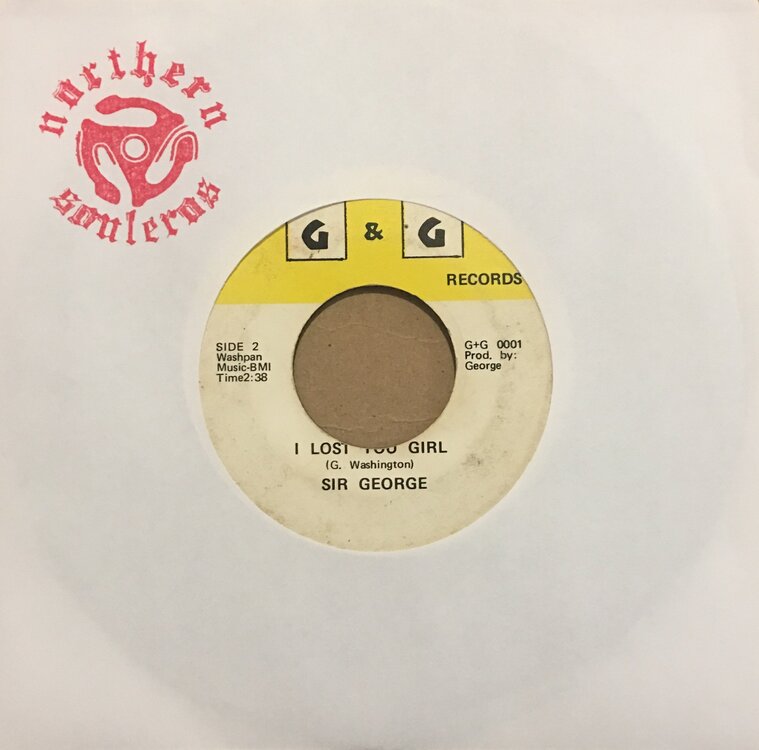 northern
souleros
G & G
RECORDS
SIDE 2
Washpan
Music-BMI
Time2:38
G+G 0001
Prod. by:
George
I LOST YOU GIRL
(G. Washington)
SIR GEORGE